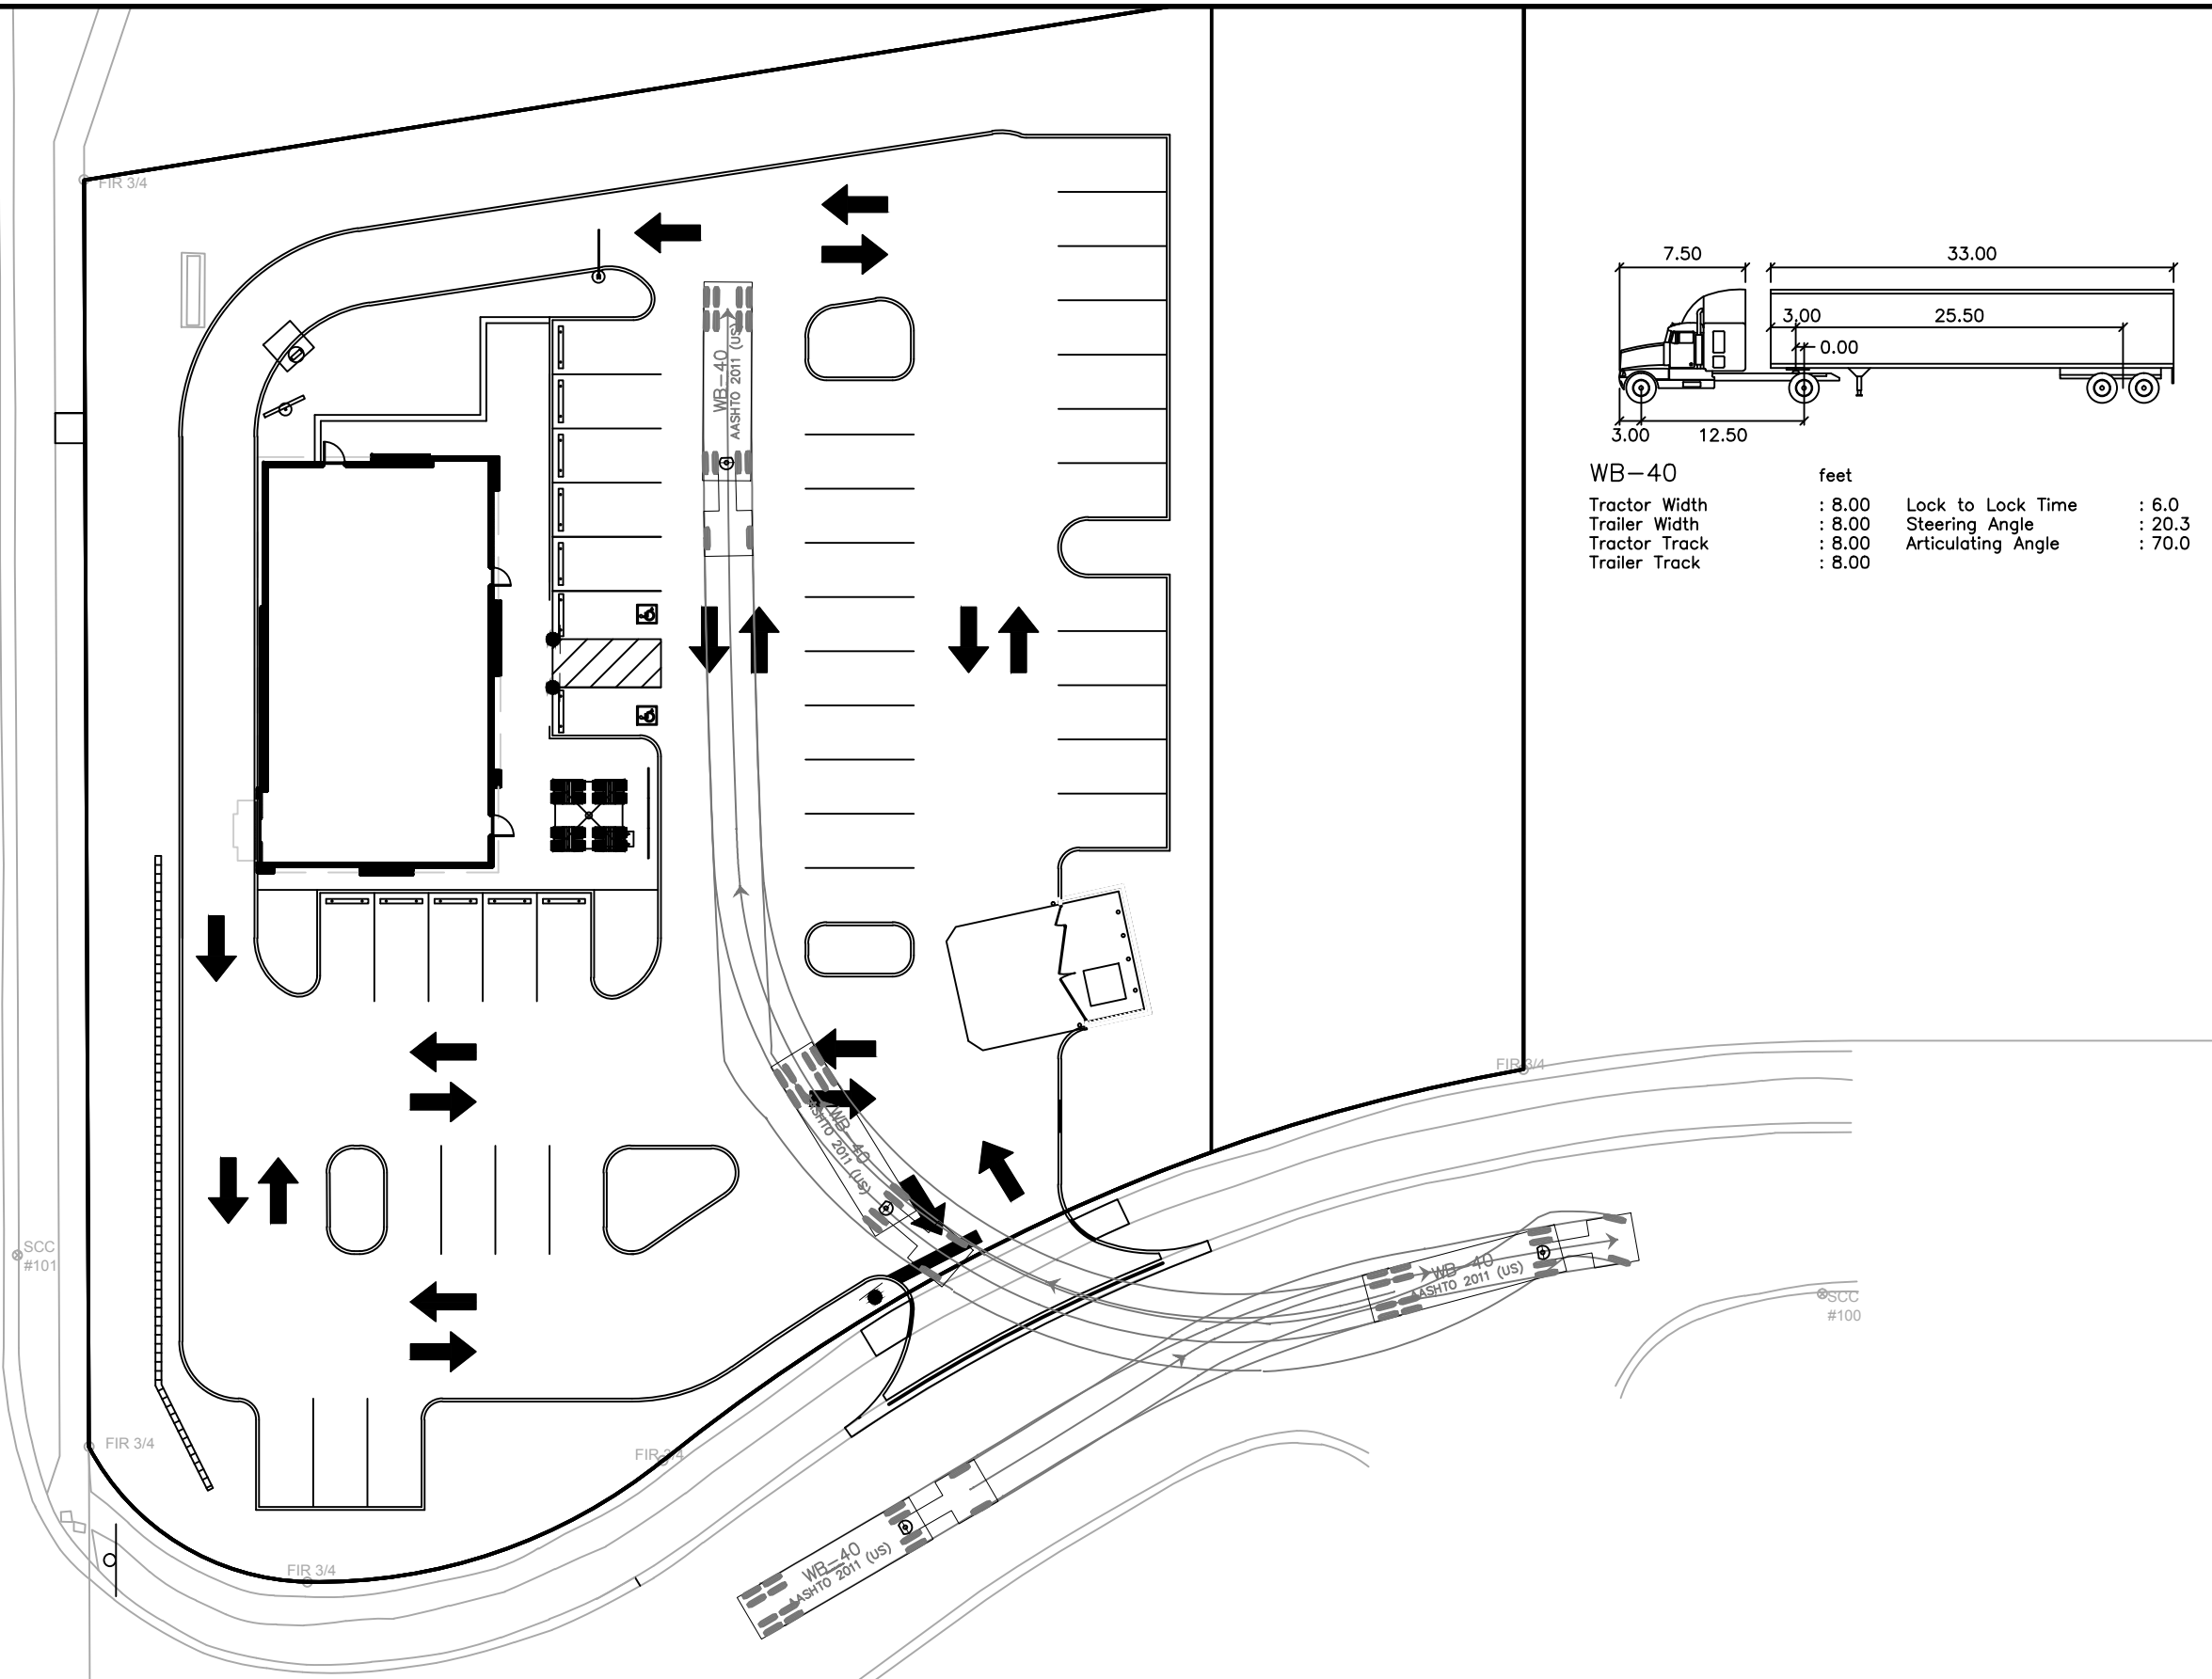 FIR 3/4
7.50
33.00
3.00
25.50
0.00
3.00
12.50
WB-40
AASHTO 2011 (US)
WB-40
feet
Tractor Width : 8.00 Lock to Lock Time : 6.0
Trailer Width : 8.00 Steering Angle : 20.3
Tractor Track : 8.00 Articulating Angle : 70.0
Trailer Track : 8.00
FIR 3/4
WB-40
AASHTO 2011 (US)
SCC
#101
WB-40
AASHTO 2011 (US)
SCC
#100
FIR 3/4
FIR 3/4
WB-40
AASHTO 2011 (US)
FIR 3/4